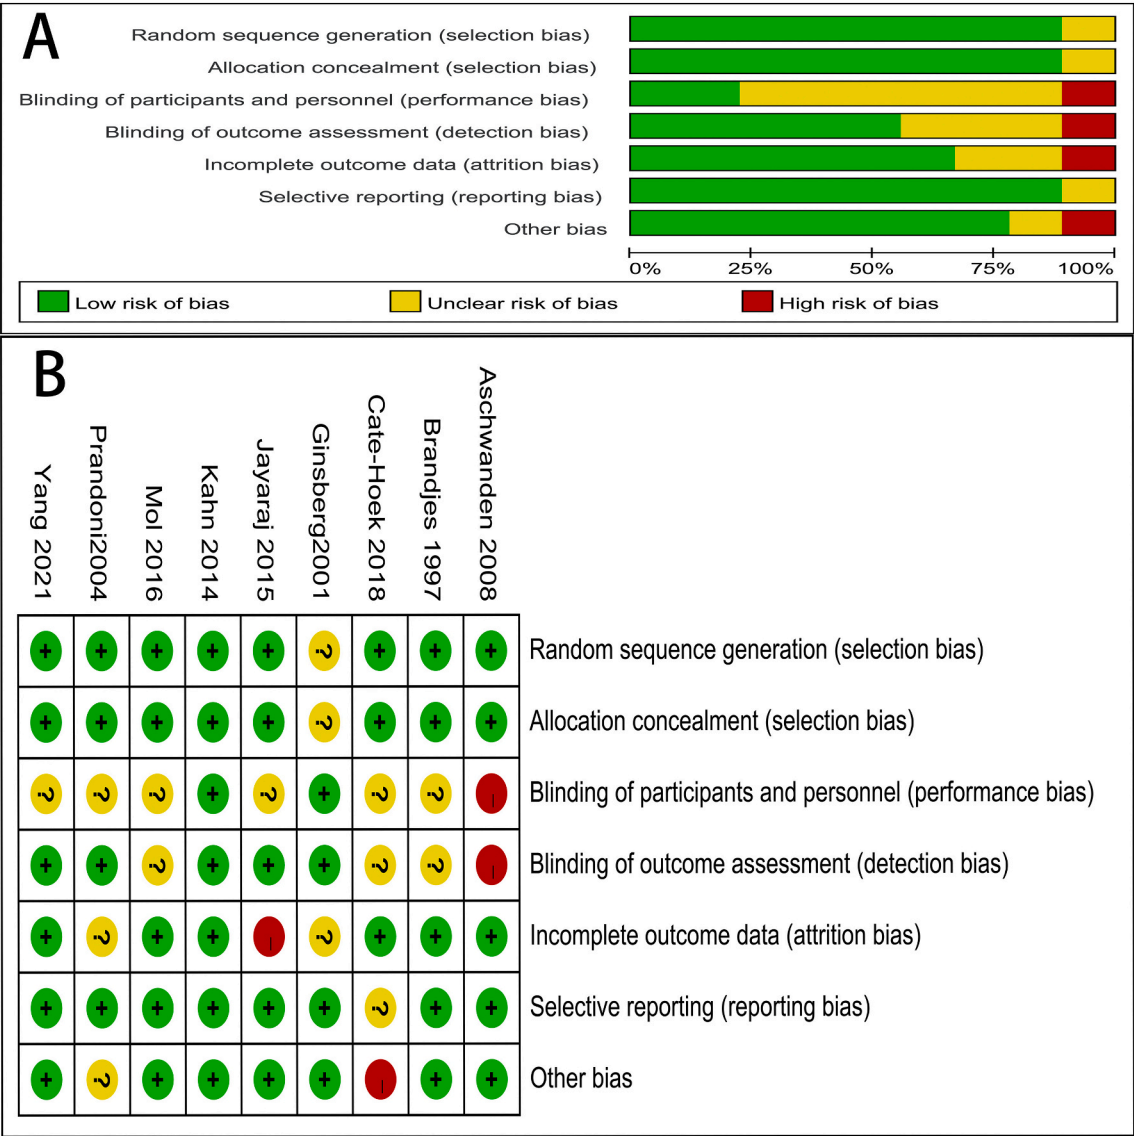 A
Random sequence generation (selection bias)
Allocation concealment (selection bias)
Blinding of participants and personnel (performance bias)
Blinding of outcome assessment (detection bias)
Incomplete outcome data (attrition bias)
Selective reporting (reporting bias)
Other bias
0% 25% 50% 75% 100%
Low risk of bias Unclear risk of bias High risk of bias
B
Yang 2021
Prandoni2004
Mol 2016
Kahn 2014
Jayaraj 2015
Ginsberg2001
Cate-Hoek 2018
Brandjes 1997
Aschwanden 2008
+ + + + + ? + + + Random sequence generation (selection bias)
+ + + + + ? + + + Allocation concealment (selection bias)
? ? ? + ? + ? ? – Blinding of participants and personnel (performance bias)
+ + ? + + + ? ? – Blinding of outcome assessment (detection bias)
+ ? + + – ? + + + Incomplete outcome data (attrition bias)
+ + + + + + ? + + Selective reporting (reporting bias)
+ ? + + + + – + + Other bias